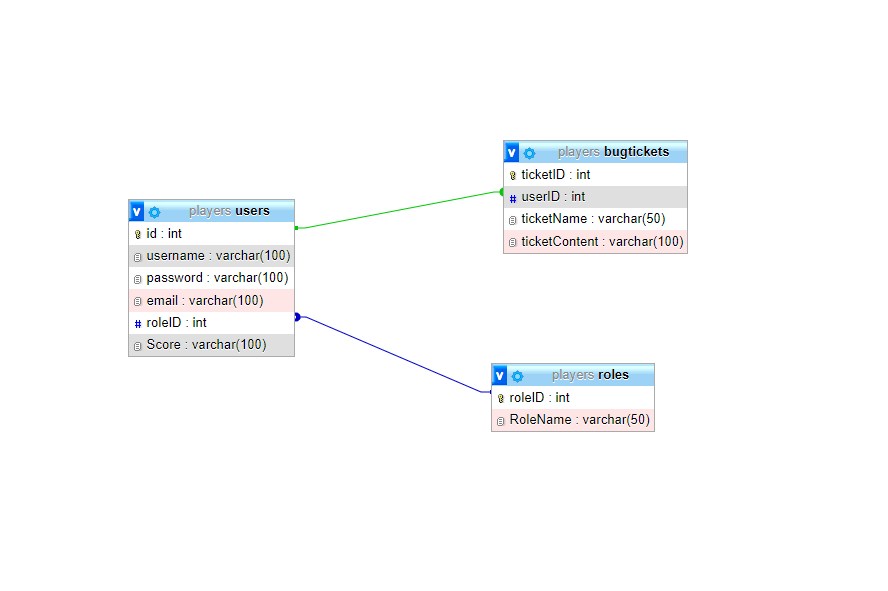 v players users
id : int
username : varchar(100)
password : varchar(100)
email : varchar(100)
# roleID : int
Score : varchar(100)
v players bugtickets
ticketID : int
# userID : int
ticketName : varchar(50)
ticketContent : varchar(100)
v players roles
roleID : int
RoleName : varchar(50)